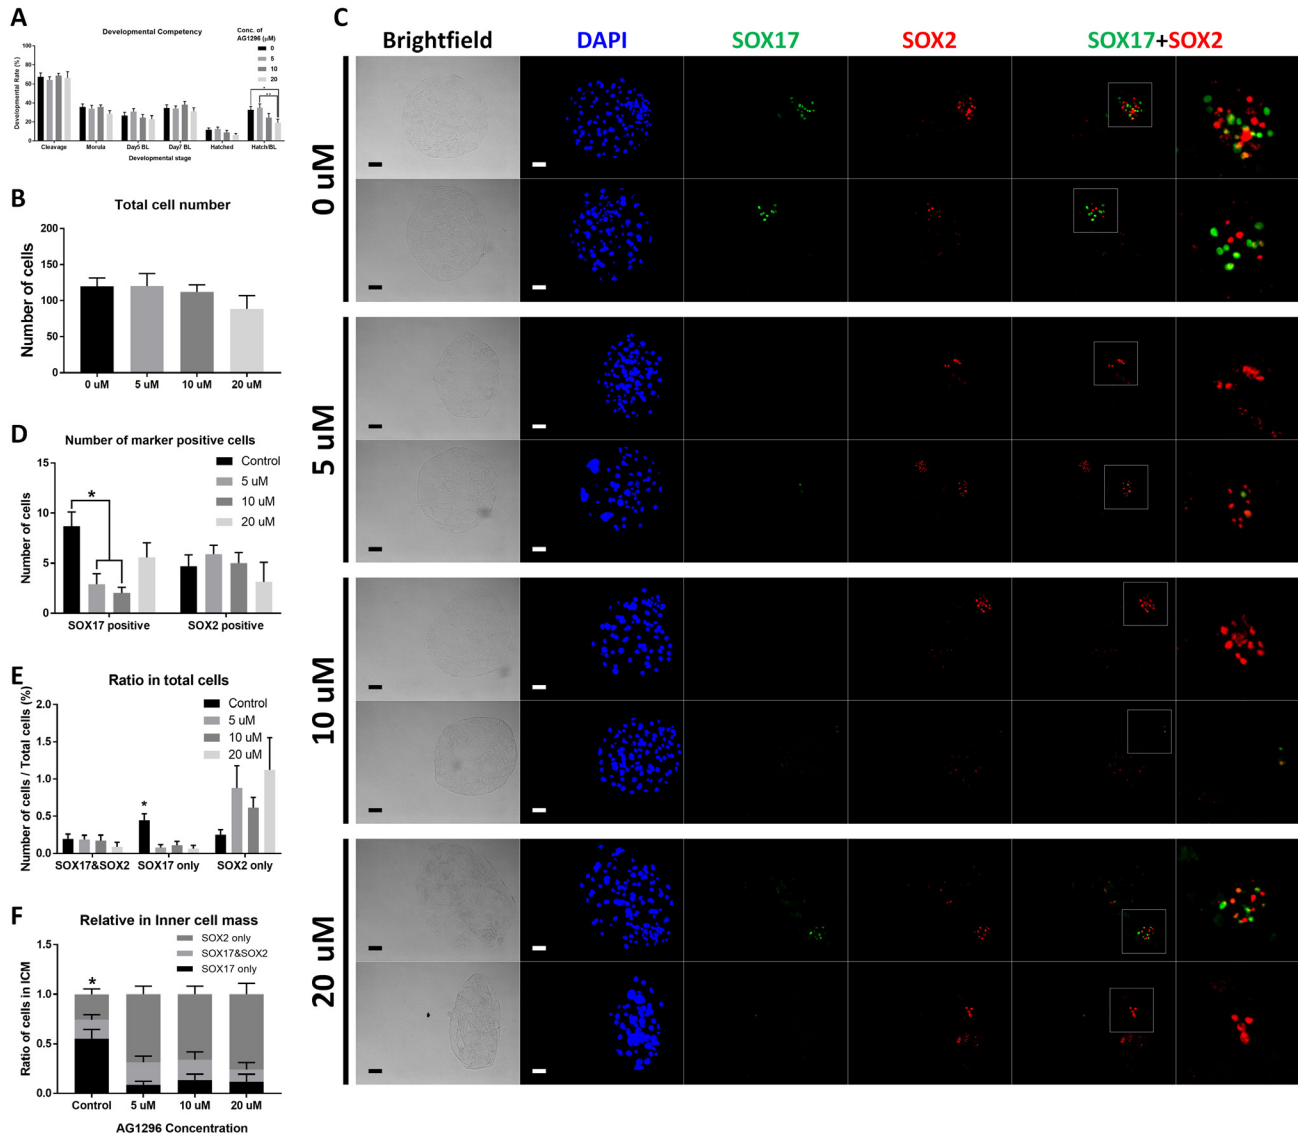 A
Developmental Competency
Conc. of
AG1296 (μM)
0
5
10
20
Developmental Rate (%)
100
80
60
40
20
0
*
**
Cleavage Morula Day5 BL Day7 BL Hatched Hatch/BL
Developmental stage
B
Total cell number
Number of cells
200
150
100
50
0
0 uM 5 uM 10 uM 20 uM
D
Number of marker positive cells
Control
5 uM
10 uM
20 uM
Number of cells
15
10
5
0
*
SOX17 positive SOX2 positive
E
Ratio in total cells
Control
5 uM
10 uM
20 uM
Number of cells / Total cells (%)
2.0
1.5
1.0
0.5
0.0
*
SOX17&SOX2 SOX17 only SOX2 only
F
Relative in Inner cell mass
SOX2 only
SOX17&SOX2
SOX17 only
Ratio of cells in ICM
1.5
1.0
0.5
0.0
*
Control 5 uM 10 uM 20 uM
AG1296 Concentration
C
Brightfield DAPI SOX17 SOX2 SOX17+SOX2
0 uM
5 uM
10 uM
20 uM